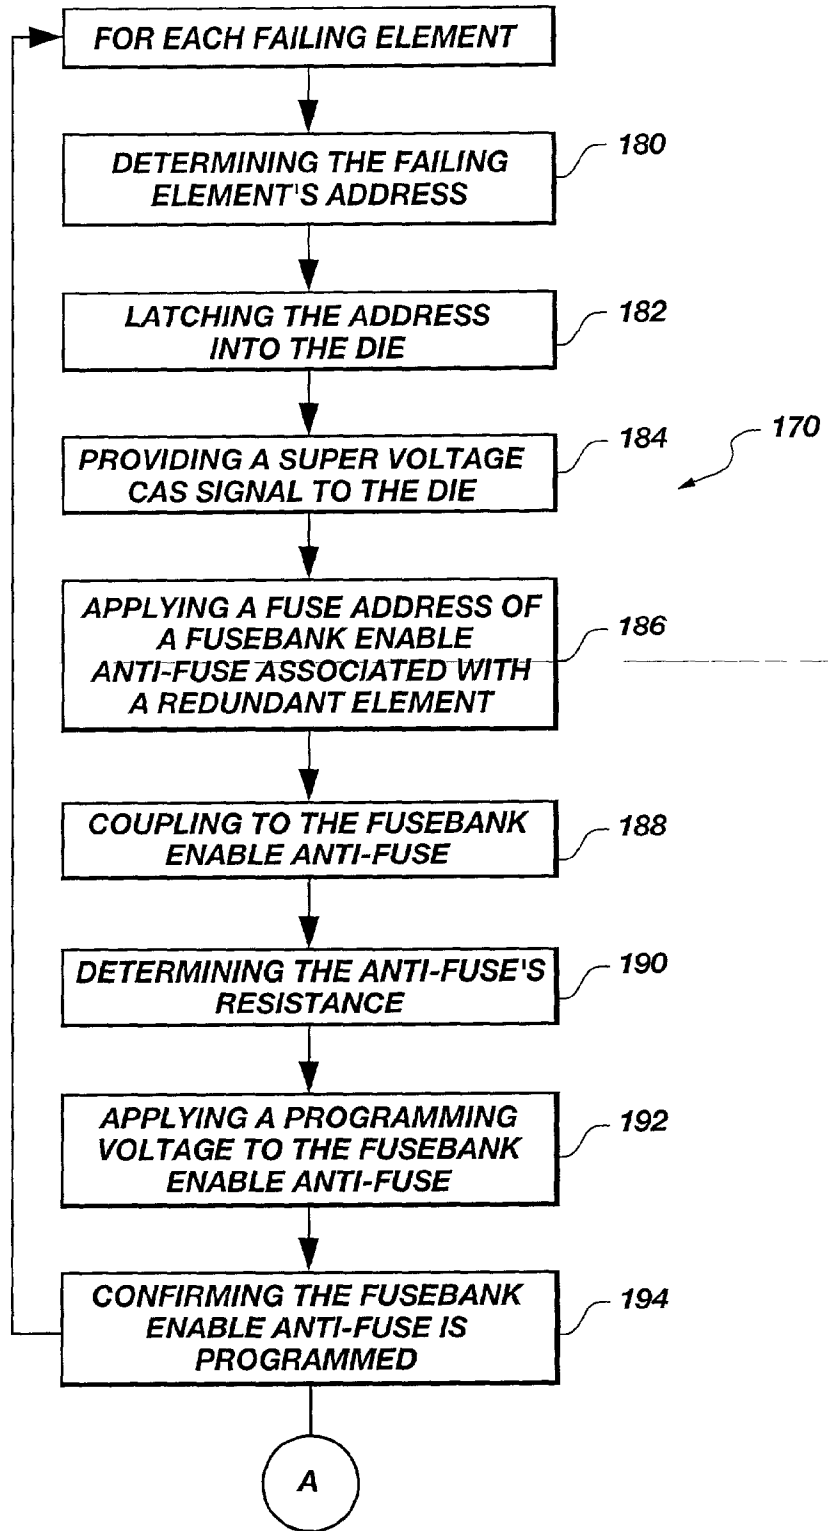 FOR EACH FAILING ELEMENT
DETERMINING THE FAILING
ELEMENT'S ADDRESS
180
LATCHING THE ADDRESS
INTO THE DIE
182
PROVIDING A SUPER VOLTAGE
CAS SIGNAL TO THE DIE
184
170
APPLYING A FUSE ADDRESS OF
A FUSEBANK ENABLE
ANTI-FUSE ASSOCIATED WITH
A REDUNDANT ELEMENT
186
COUPLING TO THE FUSEBANK
ENABLE ANTI-FUSE
188
DETERMINING THE ANTI-FUSE'S
RESISTANCE
190
APPLYING A PROGRAMMING
VOLTAGE TO THE FUSEBANK
ENABLE ANTI-FUSE
192
CONFIRMING THE FUSEBANK
ENABLE ANTI-FUSE IS
PROGRAMMED
194
A